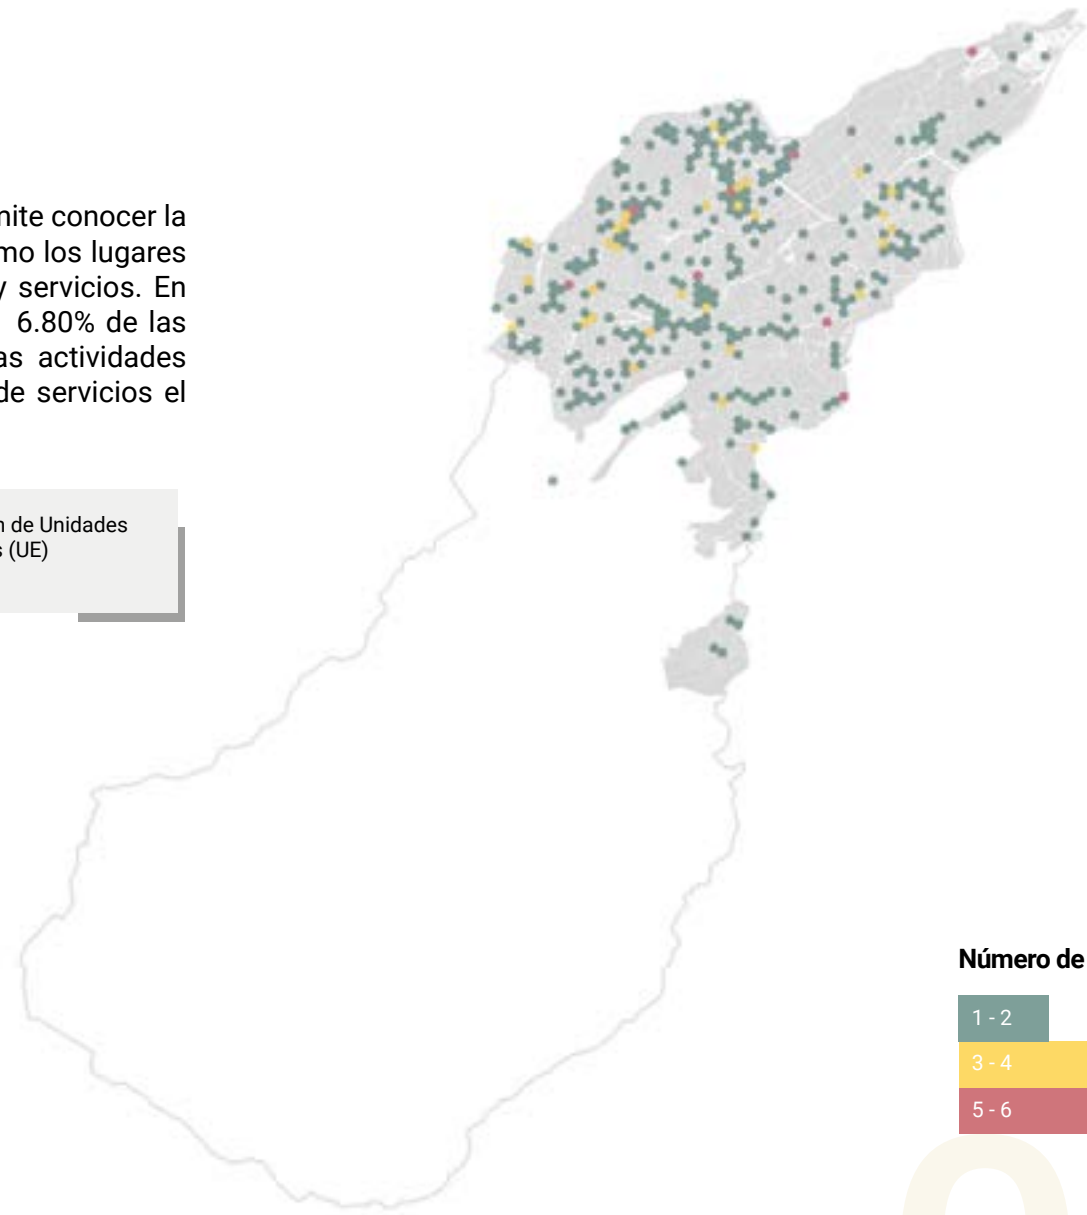 mite conocer la
mo los lugares
y servicios. En
6.80% de las
as actividades
de servicios el
n de Unidades
s (UE)
Número de
1 - 2
3 - 4
5 - 6